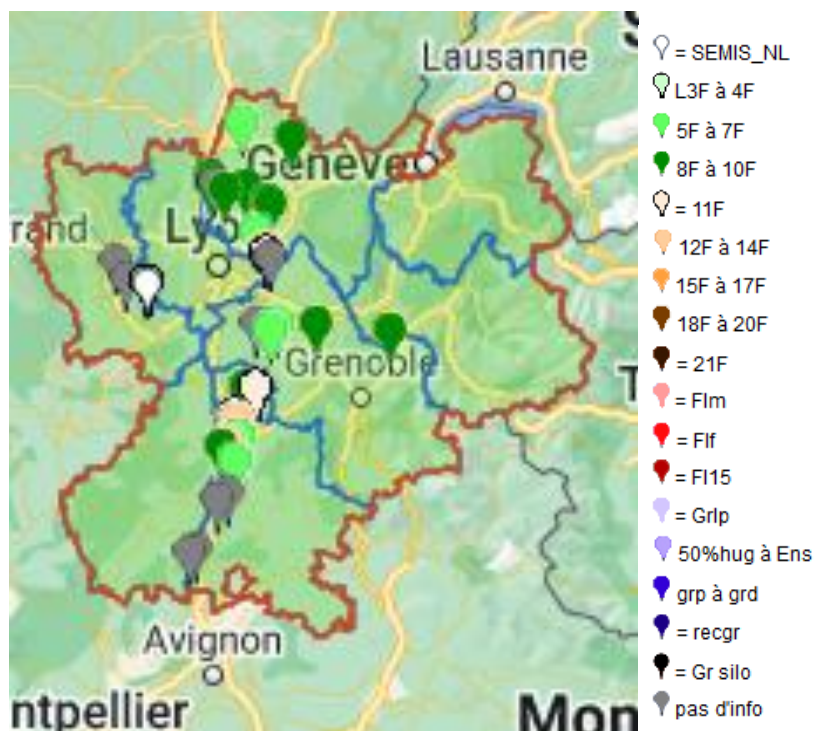 Lausanne
Genève
rand
Lyo
Grenoble
T
Avignon
ntpellier
Mon
= SEMIS_NL
L3F à 4F
5F à 7F
8F à 10F
= 11F
12F à 14F
15F à 17F
18F à 20F
= 21F
= Flm
= Flf
= Fl15
= Grlp
50%hug à Ens
grp à grd
= recgr
= Gr silo
pas d'info